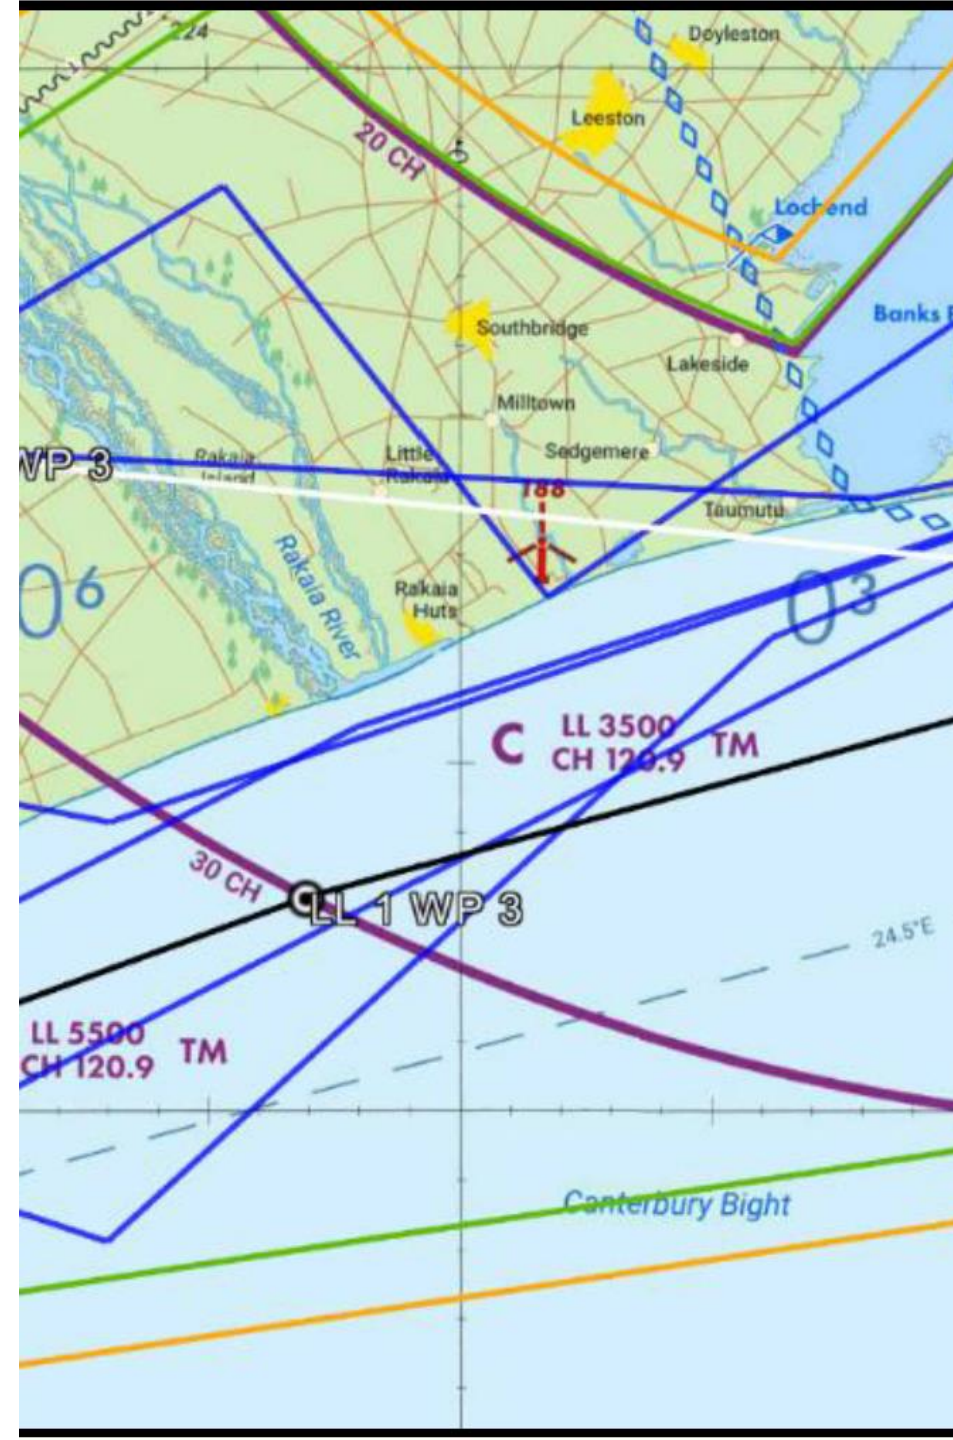 224
Doyleston
Leeston
20 CH
Lochend
Banks
Southbridge
Lakeside
Milltown
Sedgemere
Little
Rakaia
WP 3
Rakaia
Island
188
Taumutu
Rakaia River
0⁶
Rakaia
Huts
0³
C
LL 3500
CH 120.9
TM
30 CH
LL 1 WP 3
24.5°E
LL 5500
CH 120.9
TM
Canterbury Bight